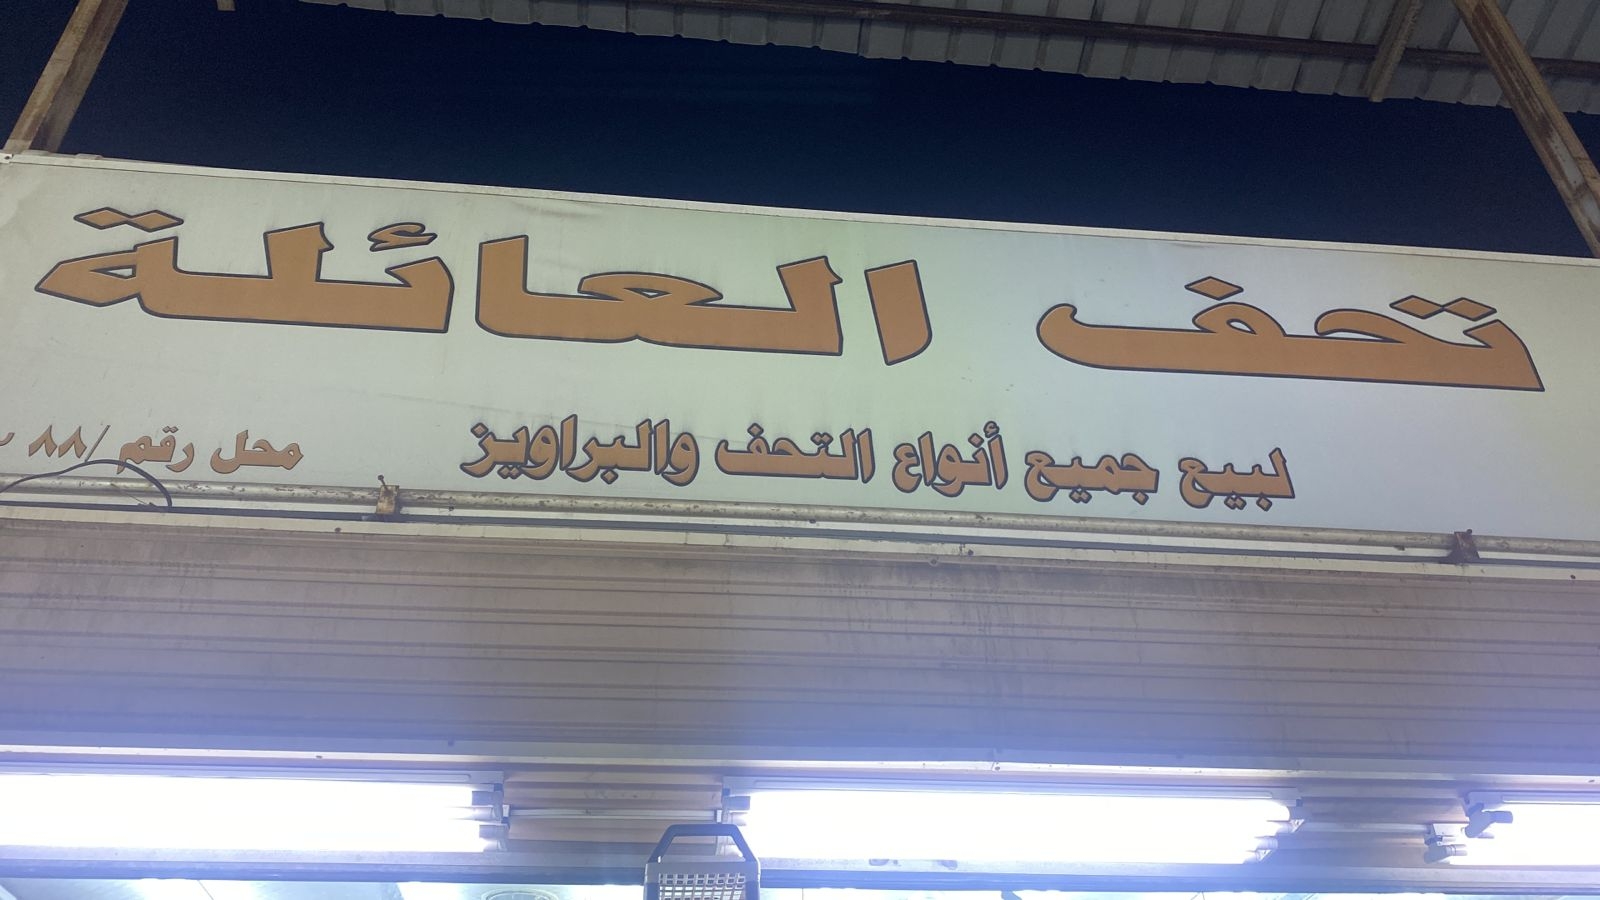 تحف العائلة
لبيع جميع أنواع التحف والبراويز
محل رقم /٨٨